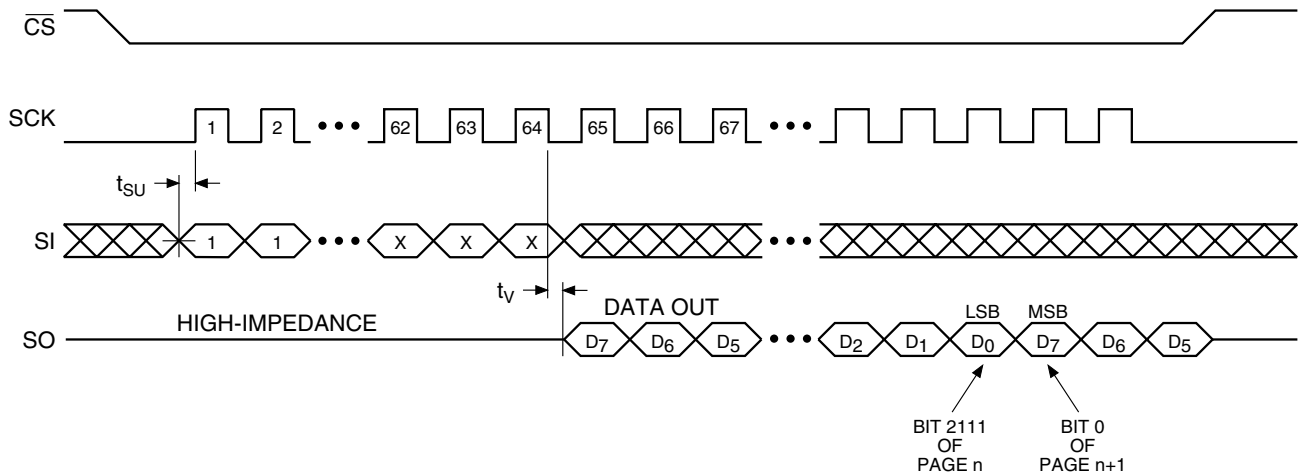 CS
SCK
1 2 62 63 64 65 66 67
tSU
SI
1 1 X X X
tV
DATA OUT
LSB MSB
HIGH-IMPEDANCE
SO
D7 D6 D5 D2 D1 D0 D7 D6 D5
BIT 2111
OF
PAGE n
BIT 0
OF
PAGE n+1